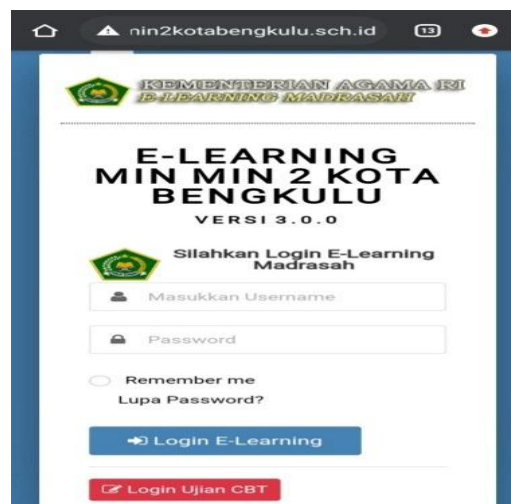 min2kotabengkulu.sch.id
13
KEMENTERIAN AGAMA RI
E-LEARNING MADRASAH
E-LEARNING
MIN MIN 2 KOTA
BENGKULU
VERSI 3.0.0
Silahkan Login E-Learning
Madrasah
Masukkan Username
Password
Remember me
Lupa Password?
Login E-Learning
Login Ujian CBT